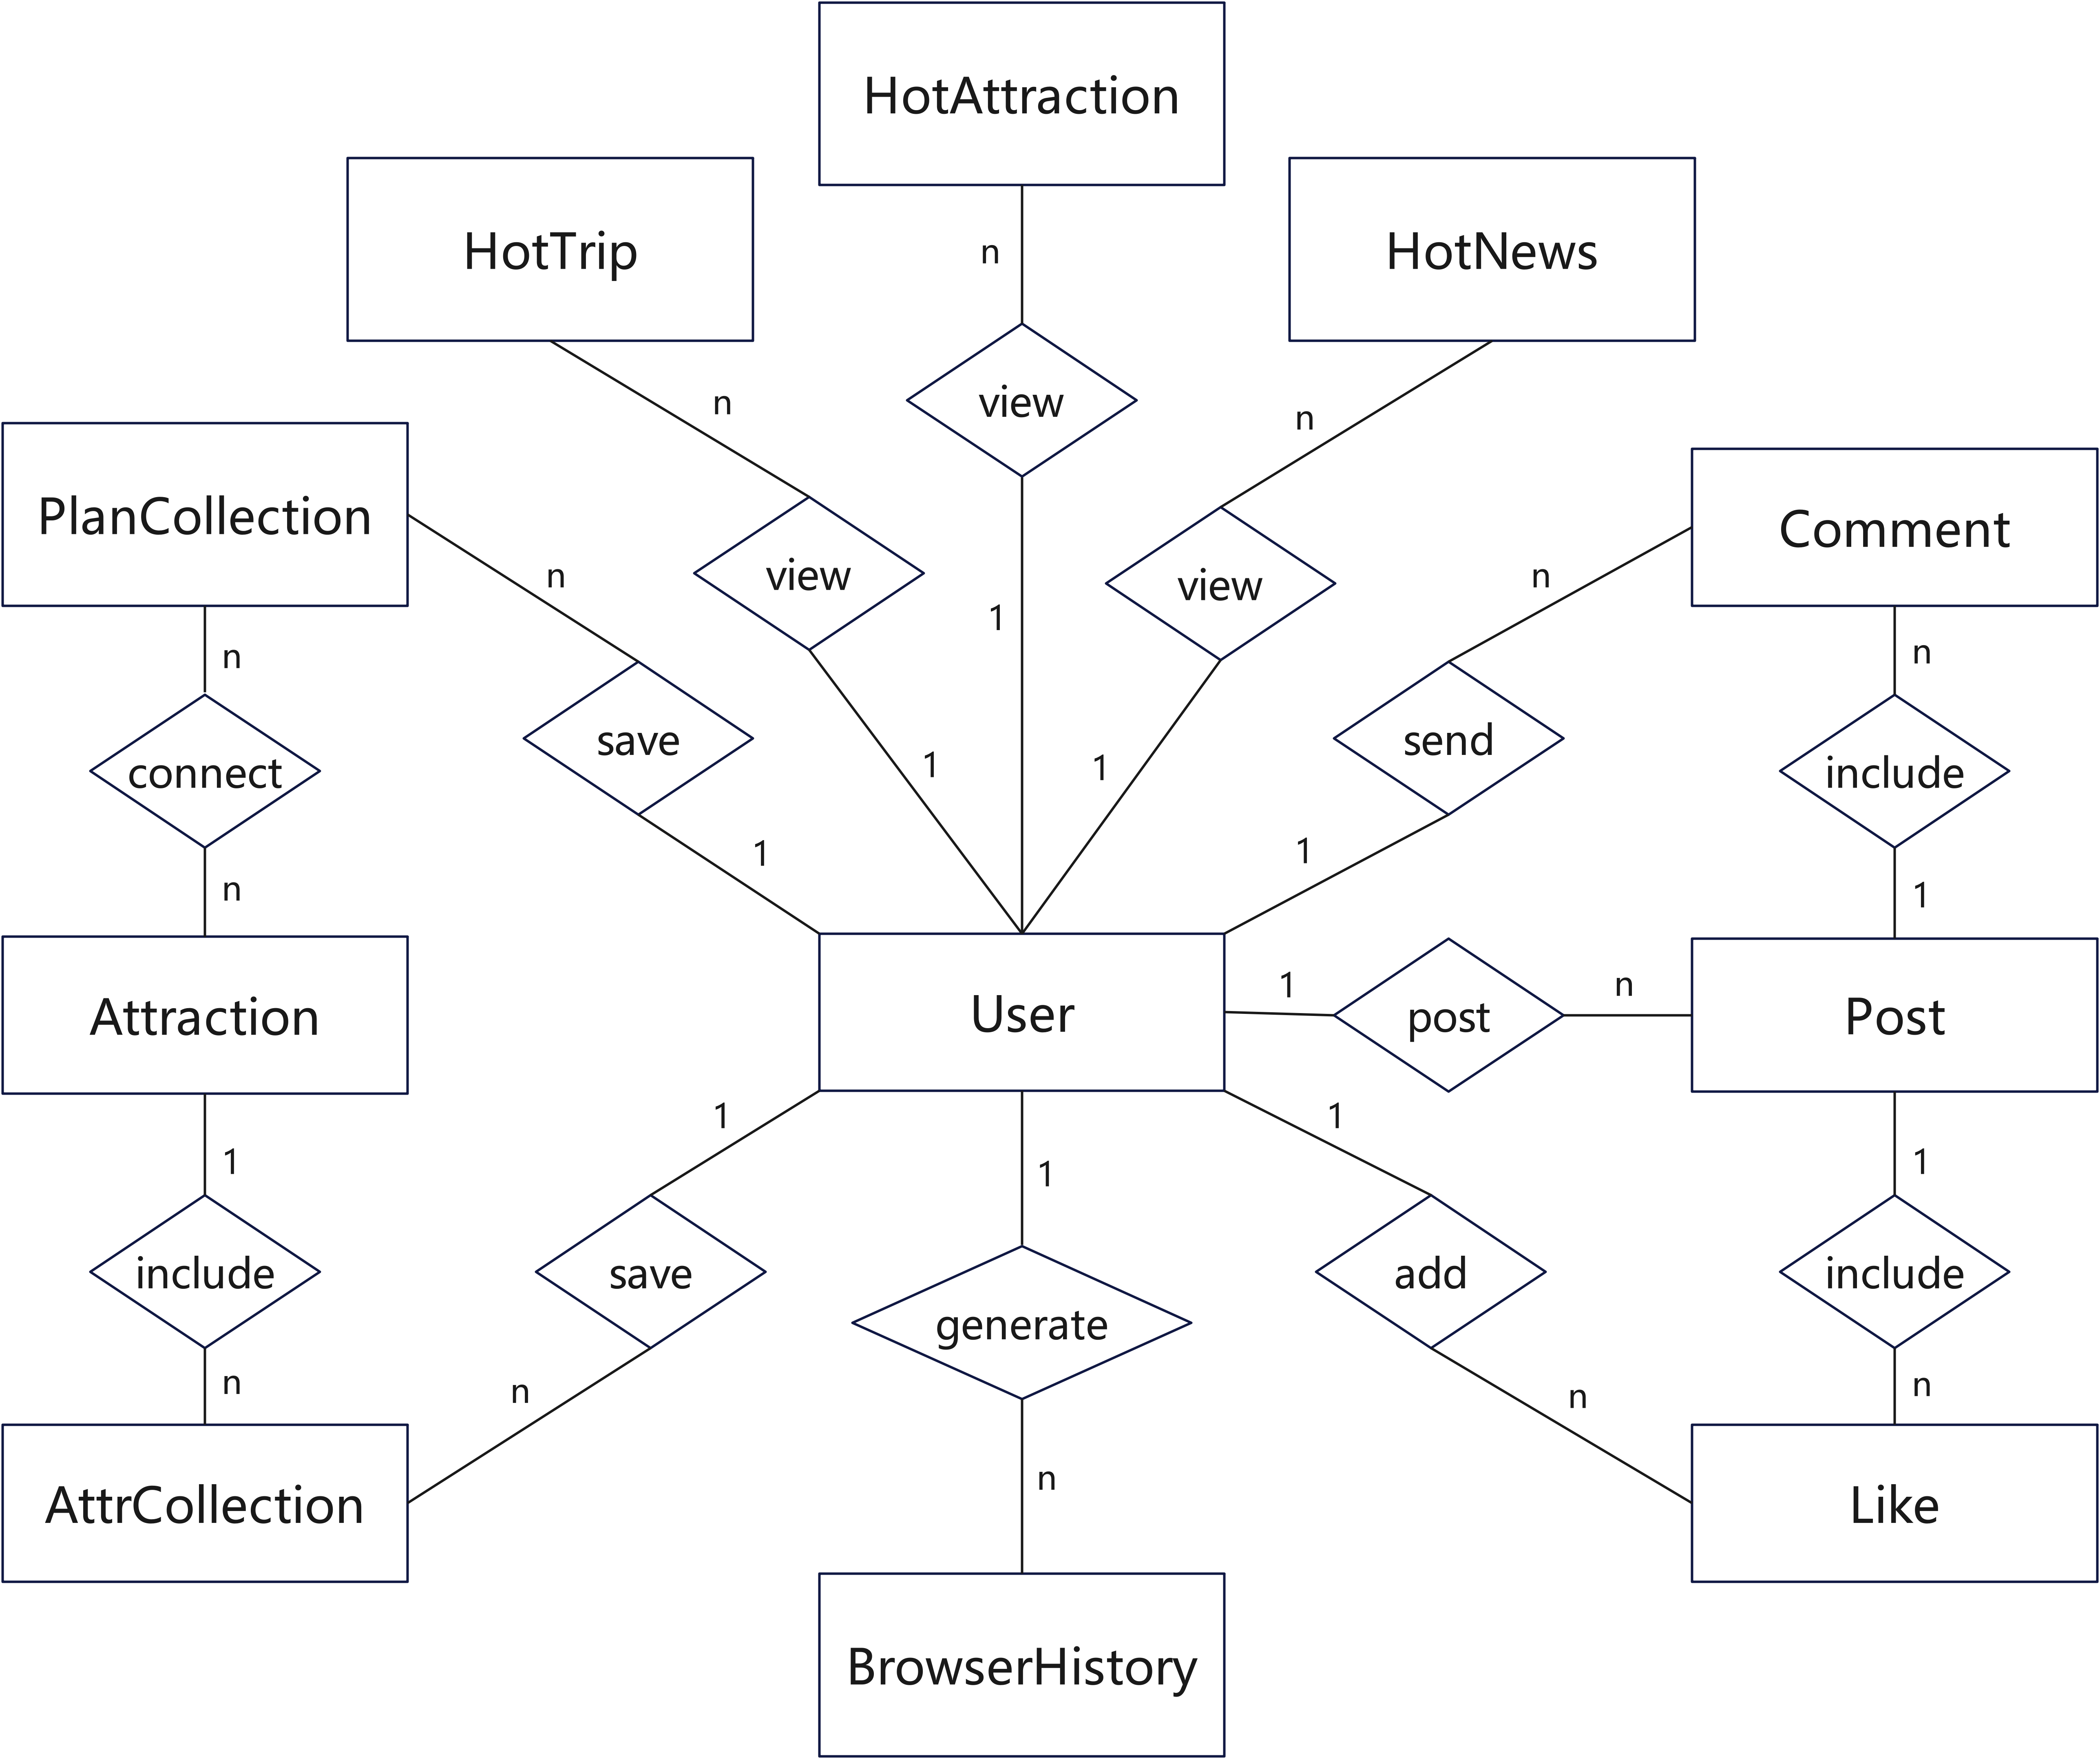 HotAttraction
HotTrip
HotNews
n
view
n
n
PlanCollection
Comment
n
view
view
n
1
n
n
save
send
connect
include
1
1
1
1
n
1
Attraction
User
1
post
n
Post
1
1
1
1
1
include
save
generate
add
include
n
n
n
n
n
AttrCollection
Like
BrowserHistory